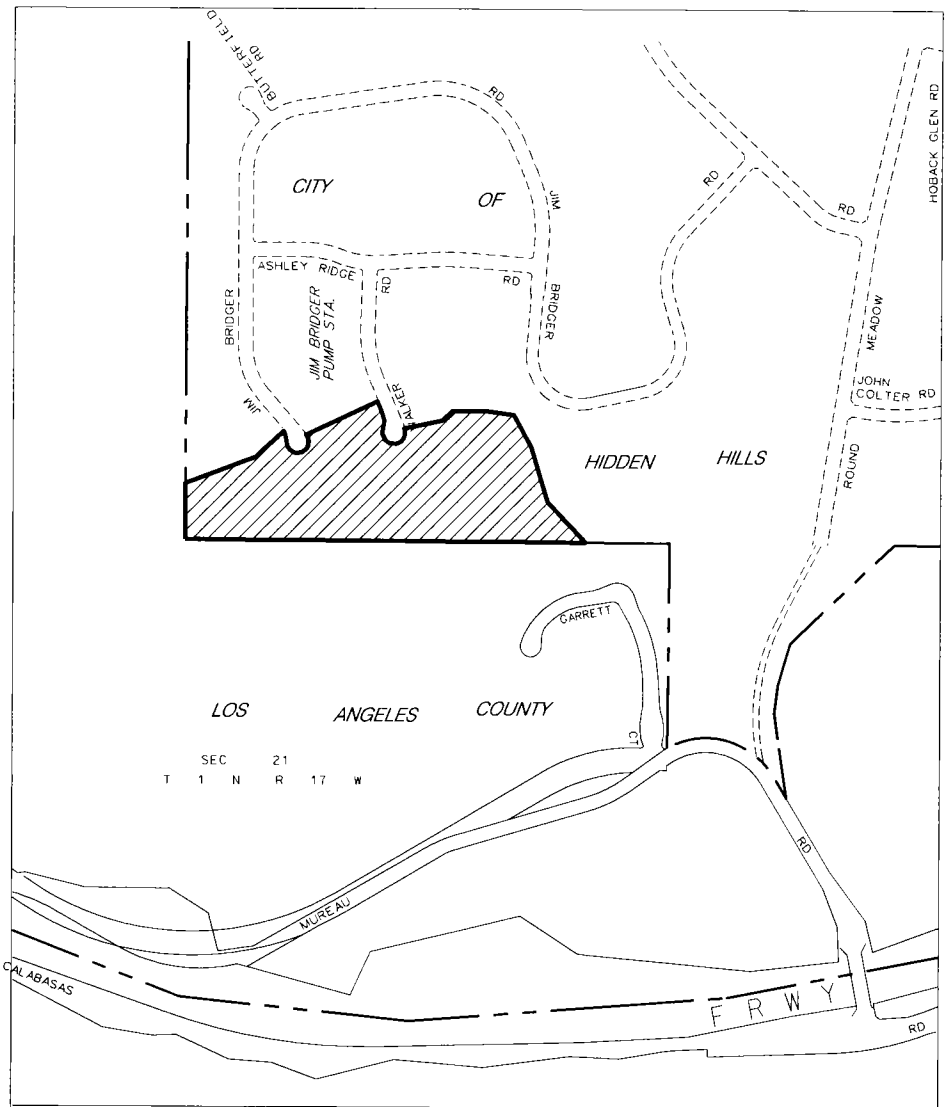 BUTTERFIELD
RD
RD
HOBACK GLEN RD
CITY
OF
JIM
RD
RD
ASHLEY RIDGE
RD
RD
BRIDGER
JIM BRIDGER
PUMP STA.
BRIDGER
MEADOW
JIM
WALKER
JOHN
COLTER RD
HIDDEN
HILLS
ROUND
GARRETT
LOS
ANGELES
COUNTY
CT
SEC 21
T 1 N R 17 W
RD
MUREAU
CALABASAS
FRWY
RD